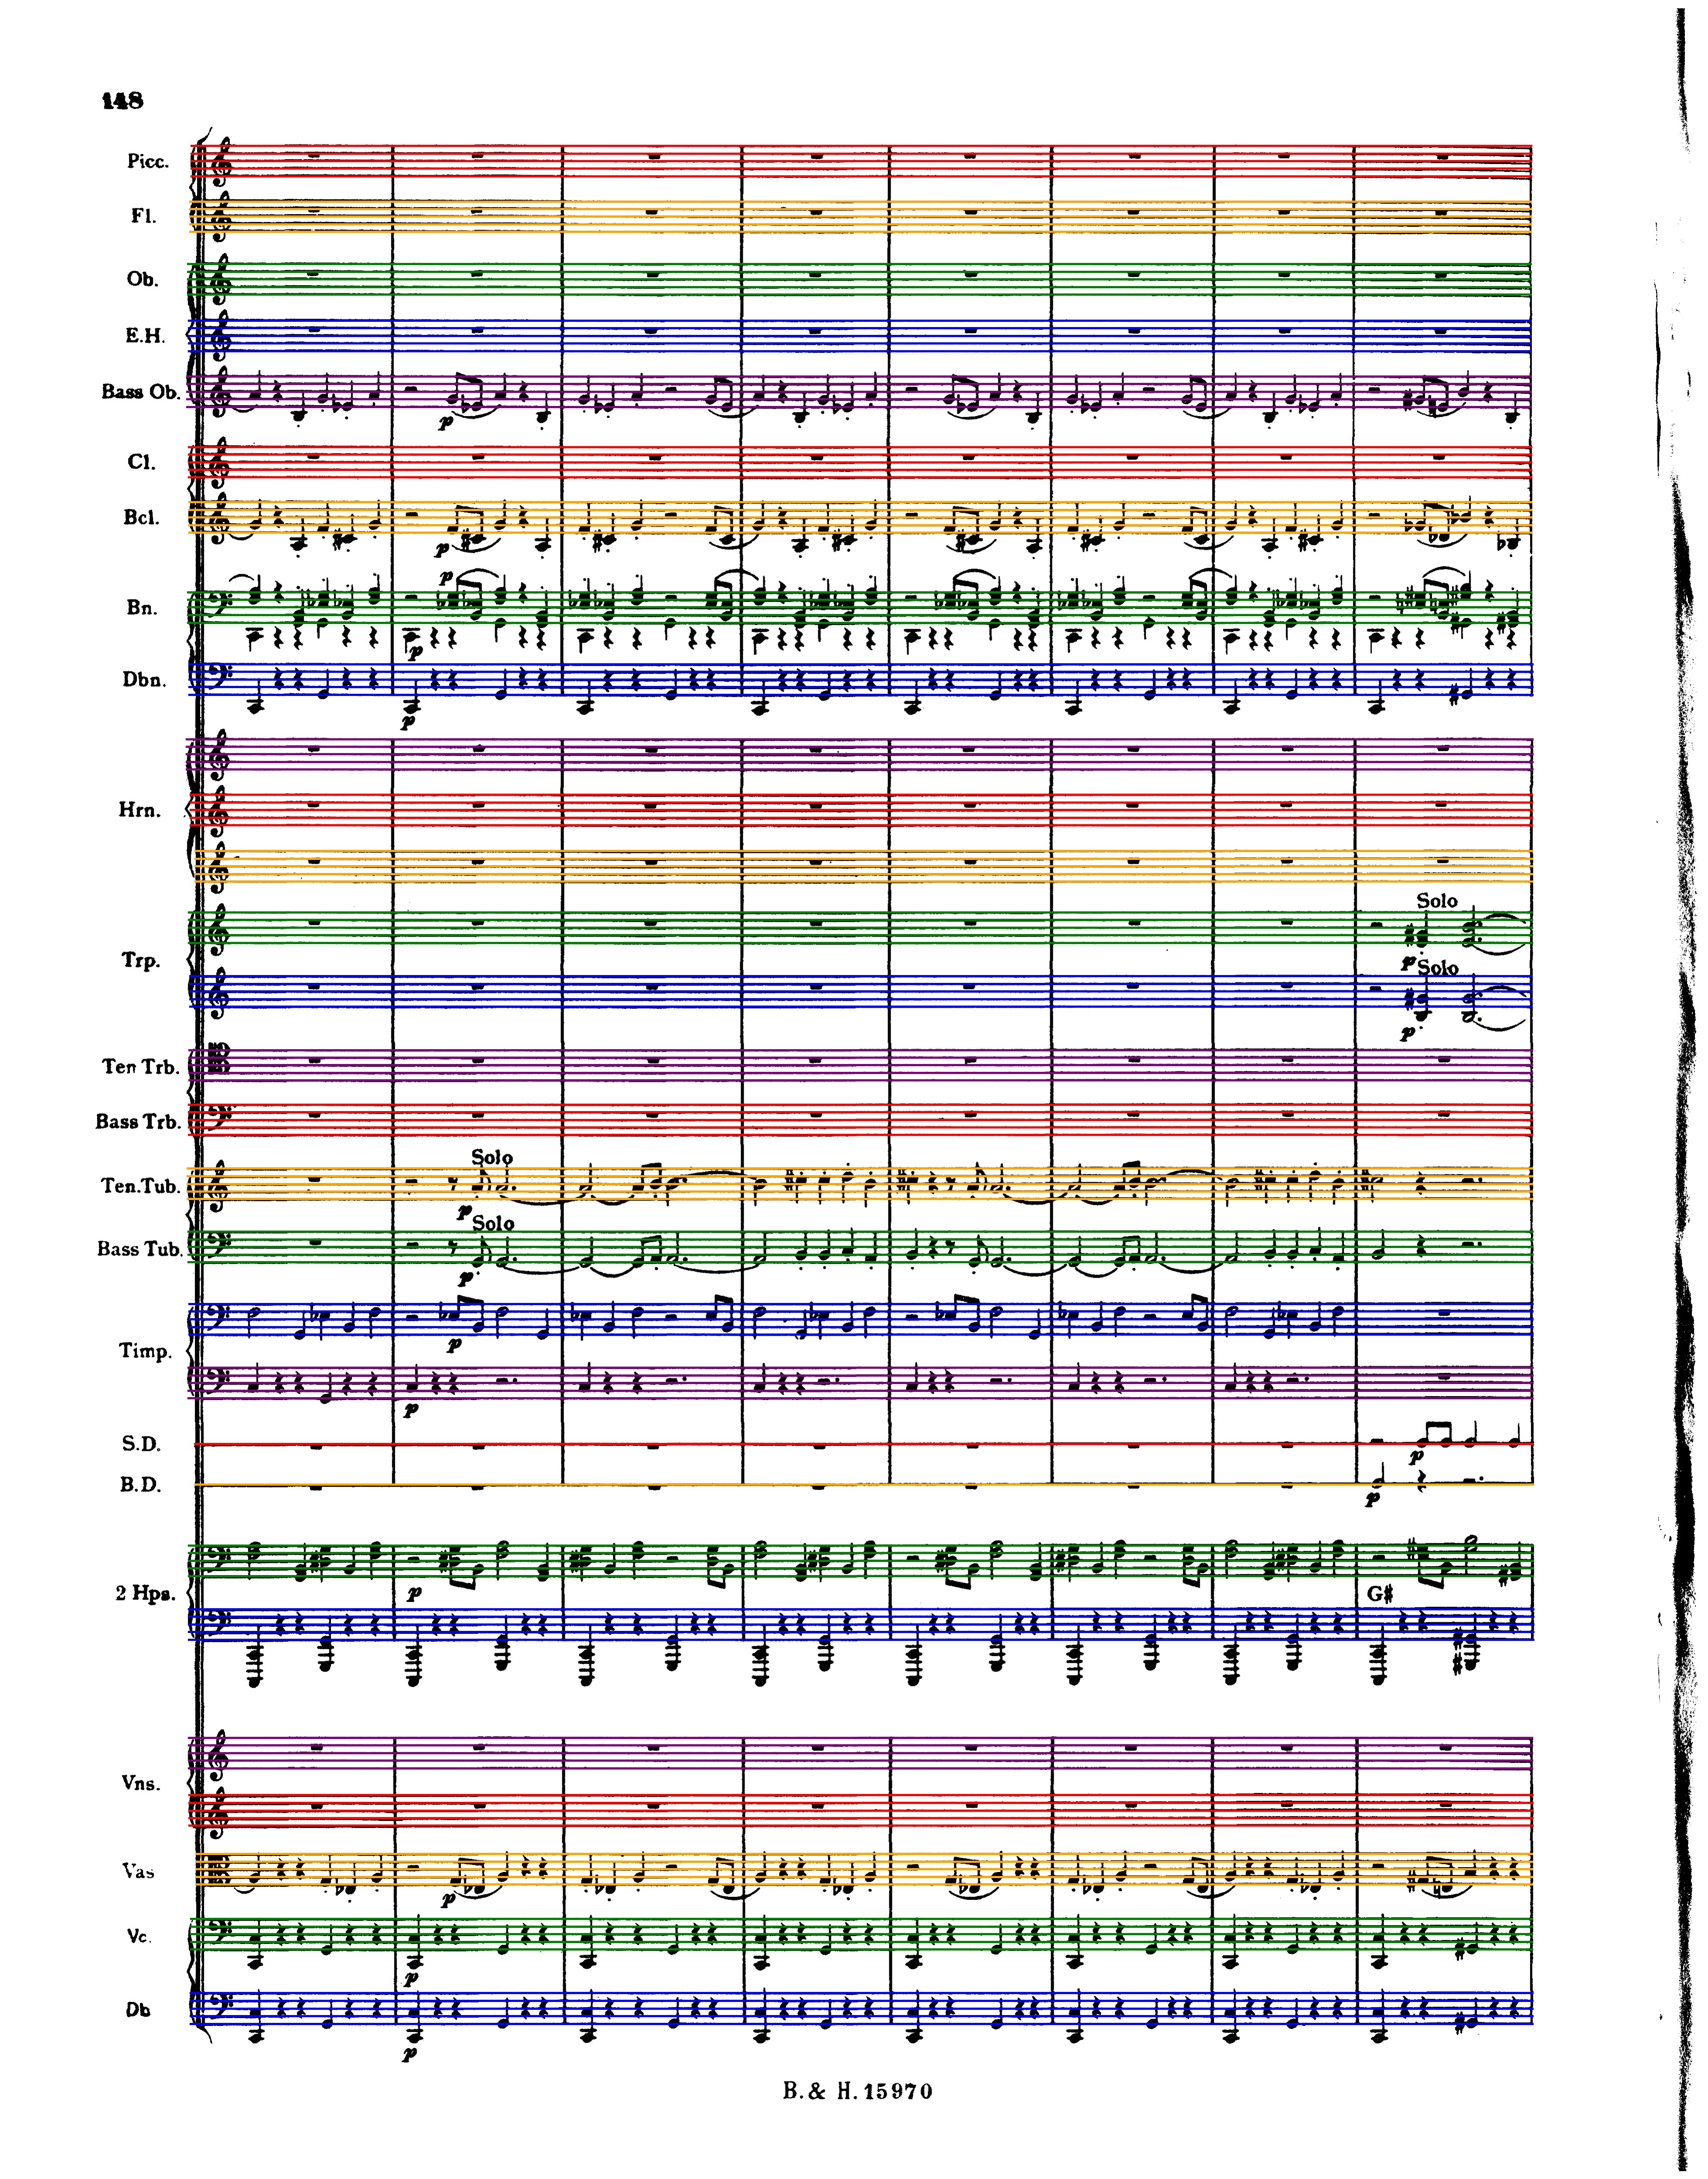 148
Picc.
Fl.
Ob.
E.H.
Bass Ob.
p
Cl.
Bcl.
p
p
Bn.
p
Dbn.
p
Hrn.
Solo
Trp.
p Solo
p
Ten Trb.
Bass Trb.
Solo
Ten.Tub.
p
Solo
Bass Tub.
p
p
Timp.
p
S.D.
p
B.D.
p
2 Hps.
p
G#
Vns.
Vas
p
Vc.
p
Db
p
B. & H. 15970